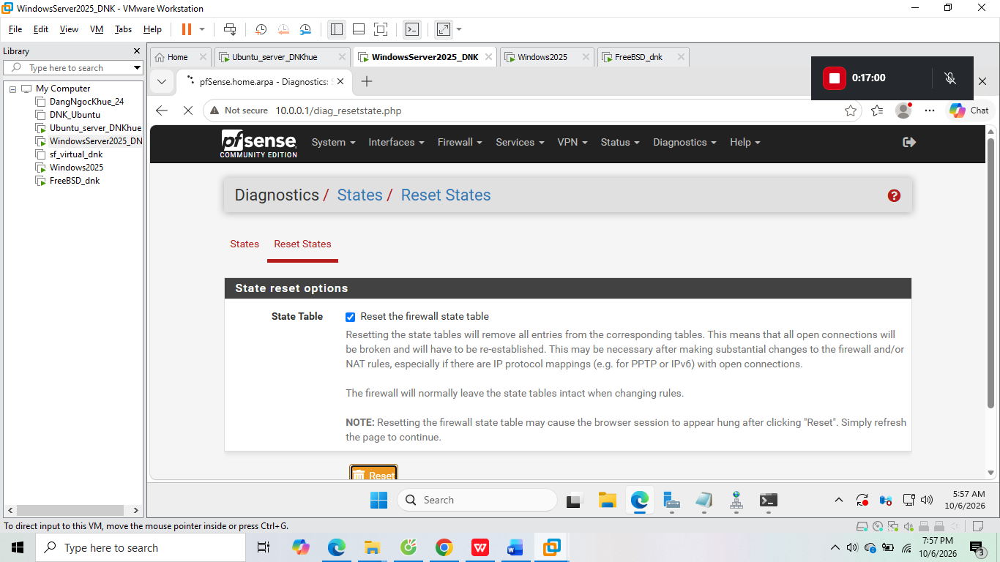 WindowsServer2025_DNK - VMware Workstation
File Edit View VM Tabs Help
Library
Type here to search
My Computer
DangNgocKhue_24
DNK_Ubuntu
Ubuntu_server_DNKhue
WindowsServer2025_DN
sf_virtual_dnk
Windows2025
FreeBSD_dnk
Home Ubuntu_server_DNKhue WindowsServer2025_DNK Windows2025 FreeBSD_dnk
pfSense.home.arpa - Diagnostics:
0:17:00
Not secure 10.0.0.1/diag_resetstate.php
Chat
pfsense
COMMUNITY EDITION
System Interfaces Firewall Services VPN Status Diagnostics Help
Diagnostics / States / Reset States
States Reset States
State reset options
State Table Reset the firewall state table
Resetting the state tables will remove all entries from the corresponding tables. This means that all open connections will
be broken and will have to be re-established. This may be necessary after making substantial changes to the firewall and/or
NAT rules, especially if there are IP protocol mappings (e.g. for PPTP or IPv6) with open connections.
The firewall will normally leave the state tables intact when changing rules.
NOTE: Resetting the firewall state table may cause the browser session to appear hung after clicking "Reset". Simply refresh
the page to continue.
Reset
Search
5:57 AM
10/6/2026
To direct input to this VM, move the mouse pointer inside or press Ctrl+G.
Type here to search
7:57 PM
10/6/2026
3